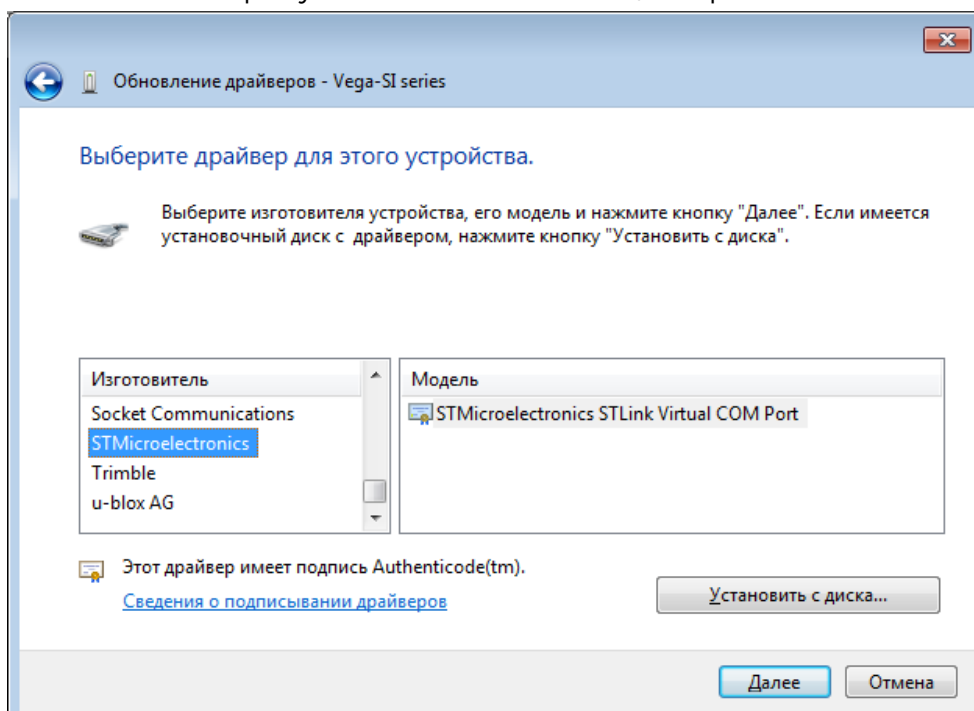 Обновление драйверов - Vega-SI series
Выберите драйвер для этого устройства.
Выберите изготовителя устройства, его модель и нажмите кнопку "Далее". Если имеется
установочный диск с драйвером, нажмите кнопку "Установить с диска".
Изготовитель
Socket Communications
STMicroelectronics
Trimble
u-blox AG
Модель
STMicroelectronics STLink Virtual COM Port
Этот драйвер имеет подпись Authenticode(tm).
Сведения о подписывании драйверов
Установить с диска...
Далее
Отмена